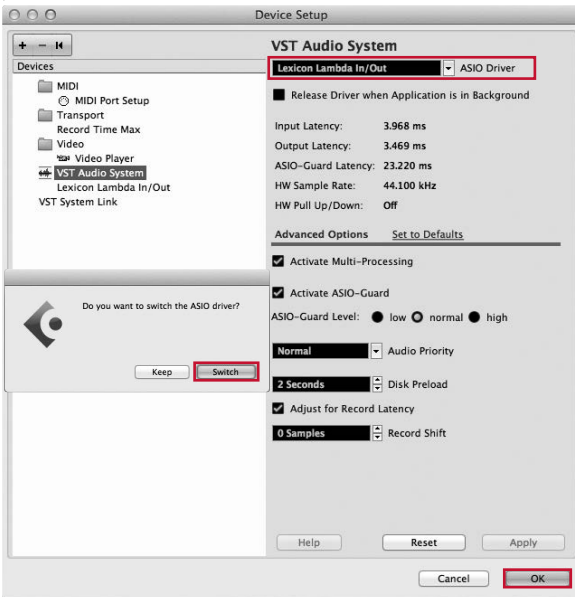 Device Setup
+ - 
Devices
MIDI
MIDI Port Setup
Transport
Record Time Max
Video
Video Player
VST Audio System
Lexicon Lambda In/Out
VST System Link
VST Audio System
Lexicon Lambda In/Out ASIO Driver
Release Driver when Application is in Background
Input Latency: 3.968 ms
Output Latency: 3.469 ms
ASIO-Guard Latency: 23.220 ms
HW Sample Rate: 44.100 kHz
HW Pull Up/Down: Off
Advanced Options Set to Defaults
Activate Multi-Processing
Activate ASIO-Guard
ASIO-Guard Level: low normal high
Normal Audio Priority
2 Seconds Disk Preload
Adjust for Record Latency
0 Samples Record Shift
Do you want to switch the ASIO driver?
Keep Switch
Help Reset Apply
Cancel OK